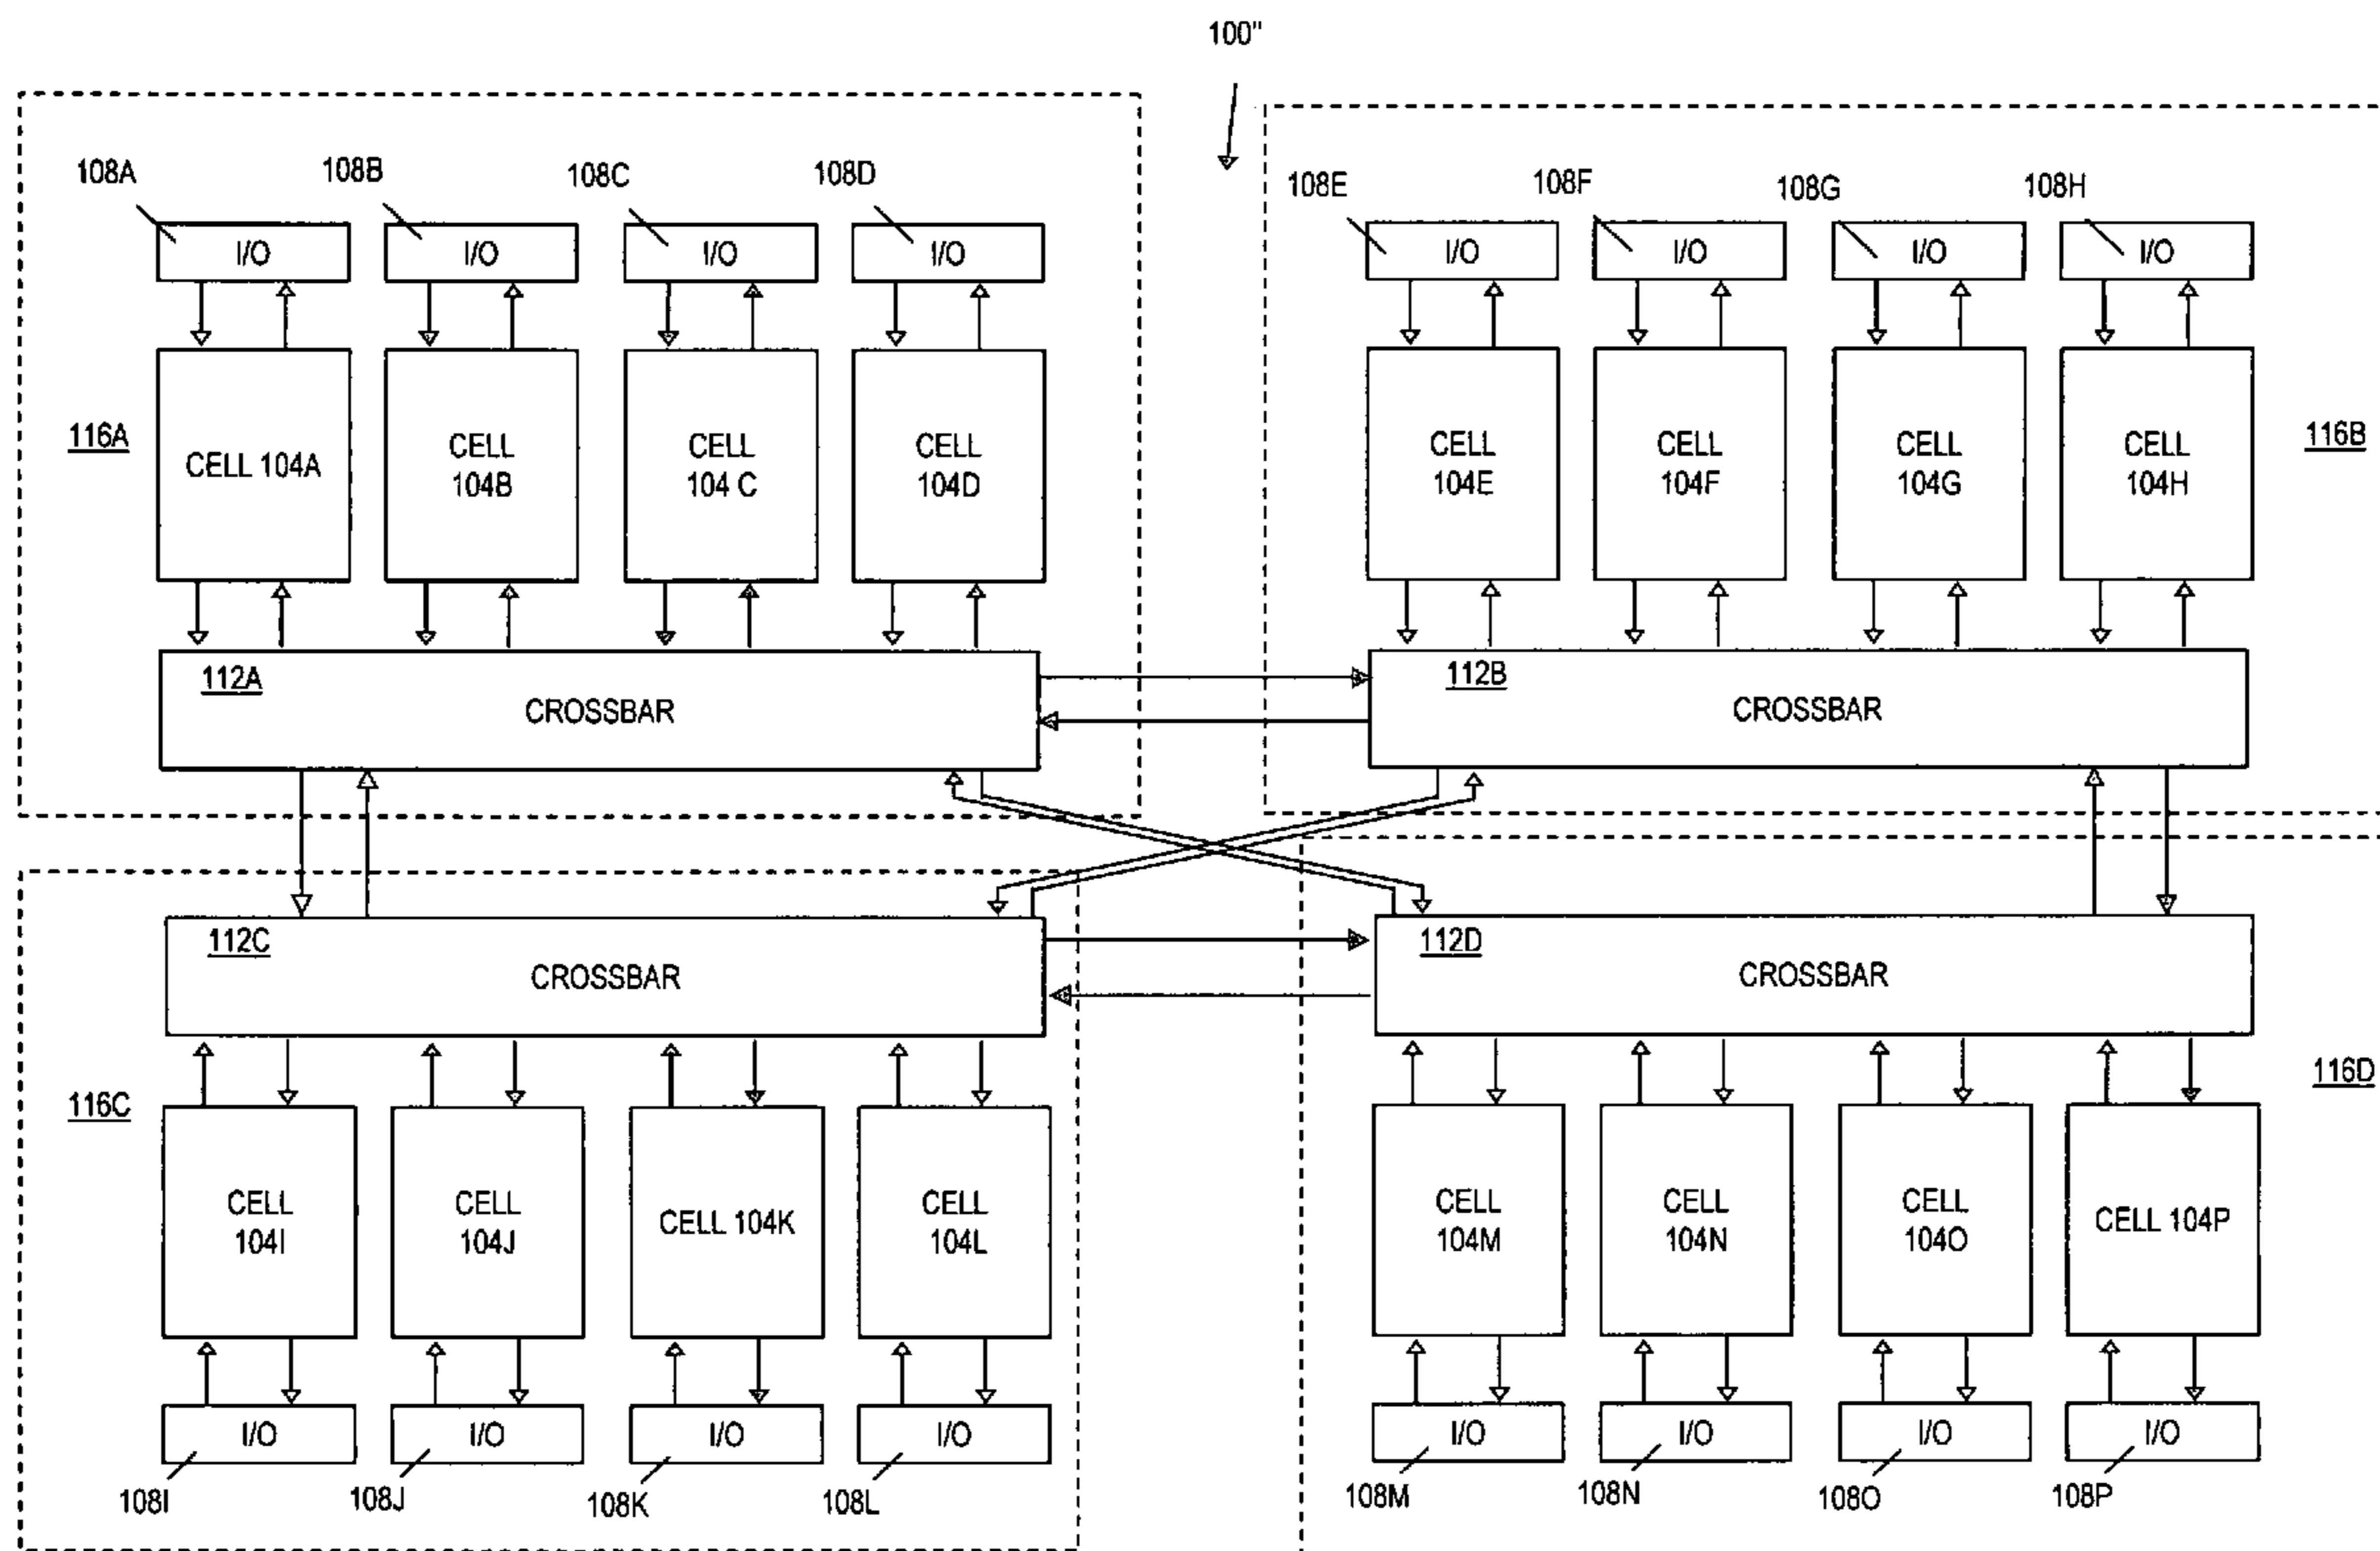 100"
108A
108B
108C
108D
I/O
I/O
I/O
I/O
116A
CELL 104A
CELL
104B
CELL
104 C
CELL
104D
112A
CROSSBAR
108E
108F
108G
108H
I/O
I/O
I/O
I/O
CELL
104E
CELL
104F
CELL
104G
CELL
104H
116B
112B
CROSSBAR
112C
CROSSBAR
116C
CELL
104I
CELL
104J
CELL 104K
CELL
104L
I/O
I/O
I/O
I/O
108I
108J
108K
108L
112D
CROSSBAR
116D
CELL
104M
CELL
104N
CELL
104O
CELL 104P
I/O
I/O
I/O
I/O
108M
108N
108O
108P